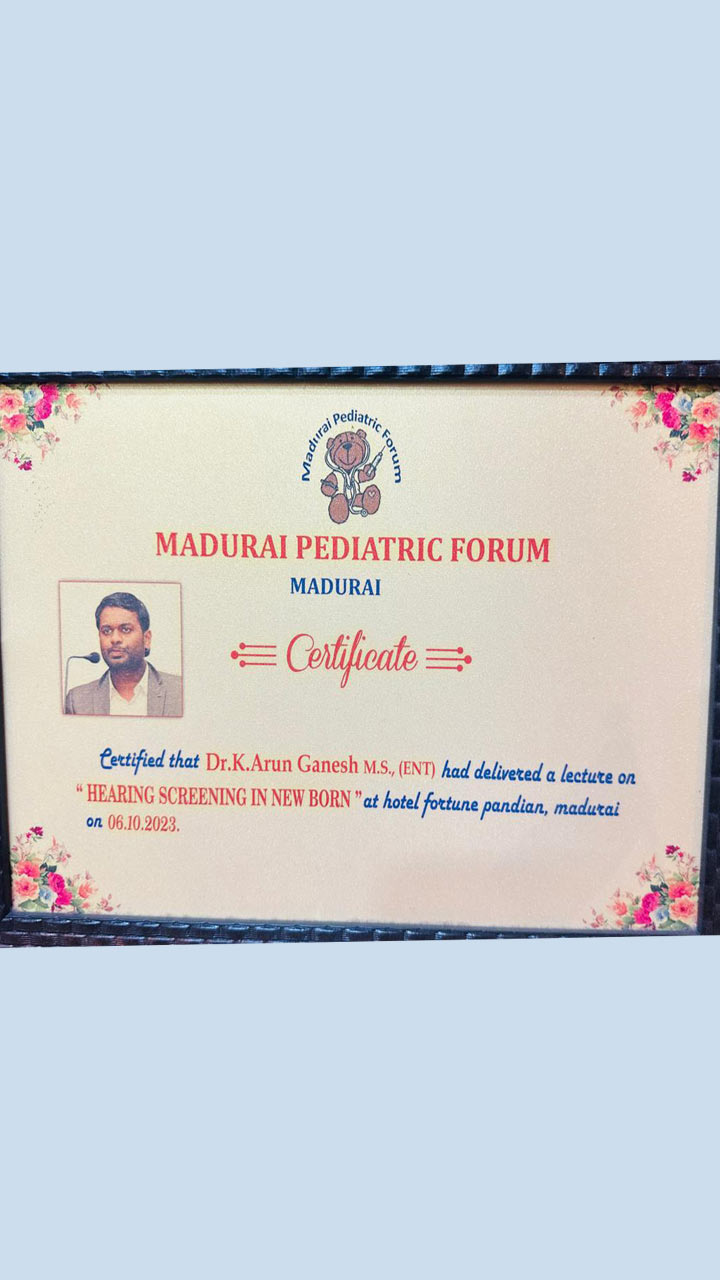 Madurai Pediatric Forum
MADURAI PEDIATRIC FORUM
MADURAI
Certificate
Certified that Dr.K.Arun Ganesh M.S., (ENT) had delivered a lecture on
“ HEARING SCREENING IN NEW BORN ” at hotel fortune pandian, madurai
on 06.10.2023.